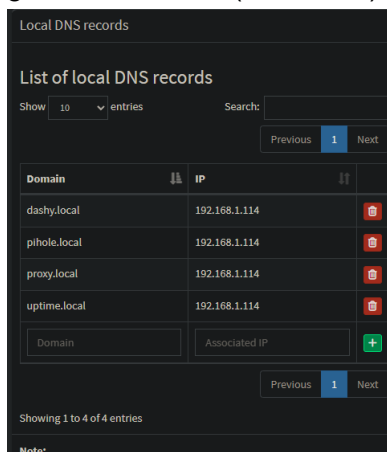 Local DNS records
List of local DNS records
Show 10 entries Search:
Previous 1 Next
Domain IP
dashy.local 192.168.1.114
pihole.local 192.168.1.114
proxy.local 192.168.1.114
uptime.local 192.168.1.114
Domain Associated IP
Previous 1 Next
Showing 1 to 4 of 4 entries
Note: